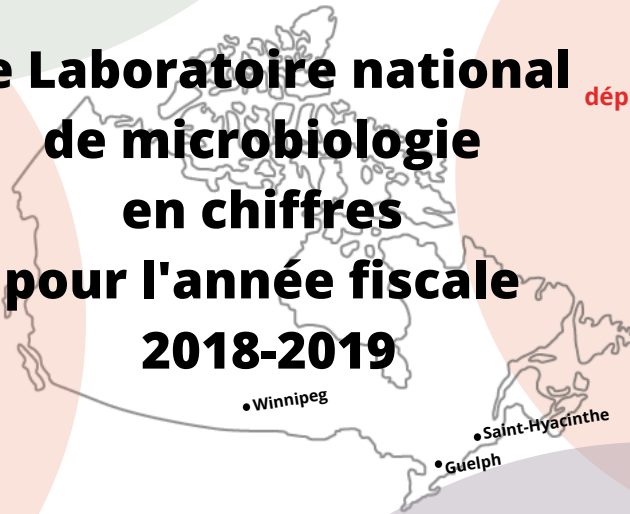 e Laboratoire national
dép
de microbiologie
en chiffres
pour l'année fiscale
2018-2019
Winnipeg
Saint-Hyacinthe
Guelph